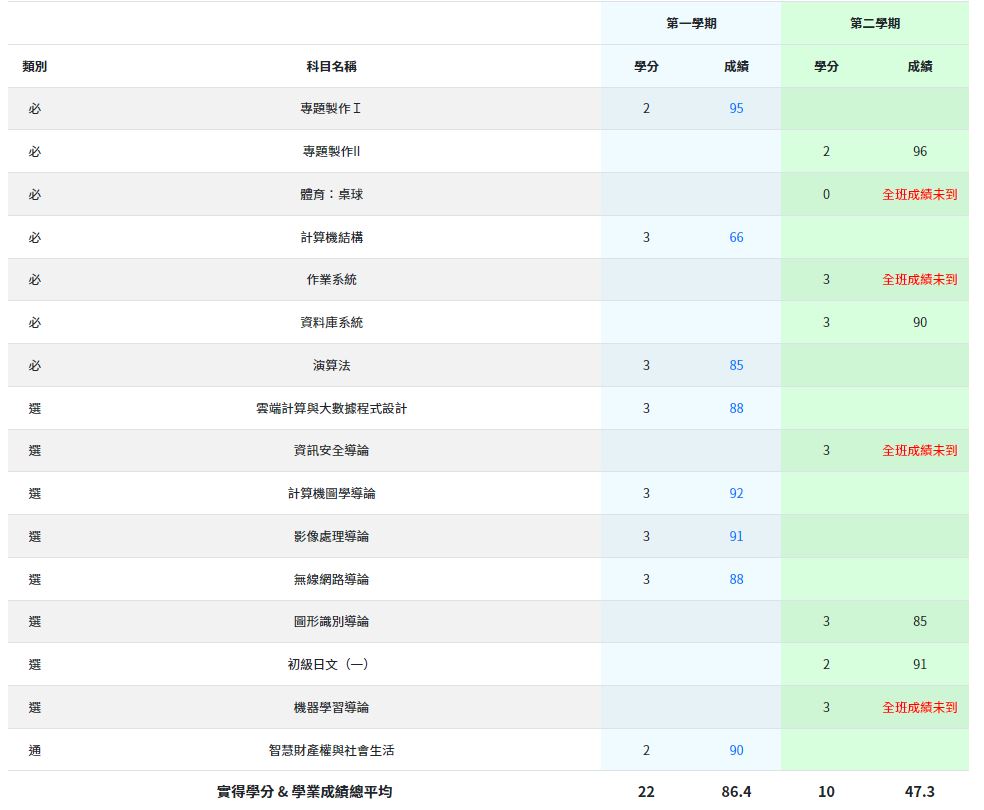 第一學期 第二學期
類別 科目名稱 學分 成績 學分 成績
必 專題製作Ⅰ 2 95
必 專題製作II 2 96
必 體育：桌球 0 全班成績未到
必 計算機結構 3 66
必 作業系統 3 全班成績未到
必 資料庫系統 3 90
必 演算法 3 85
選 雲端計算與大數據程式設計 3 88
選 資訊安全導論 3 全班成績未到
選 計算機圖學導論 3 92
選 影像處理導論 3 91
選 無線網路導論 3 88
選 圖形識別導論 3 85
選 初級日文（一） 2 91
選 機器學習導論 3 全班成績未到
通 智慧財產權與社會生活 2 90
實得學分 & 學業成績總平均 22 86.4 10 47.3